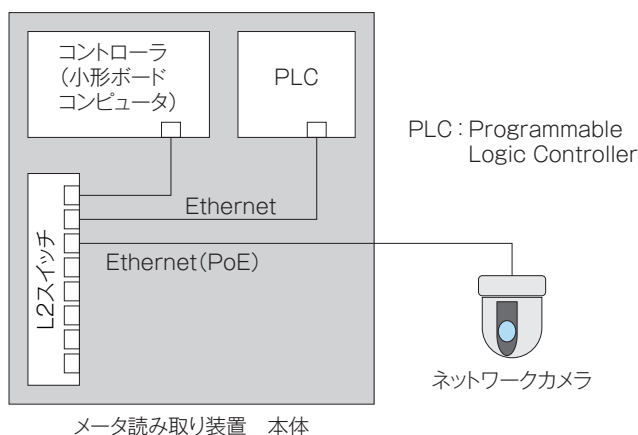 コントローラ
（小形ボード
コンピュータ）
PLC
PLC：Programmable
Logic Controller
Ethernet
Ethernet（PoE）
L2スイッチ
ネットワークカメラ
メータ読み取り装置　本体